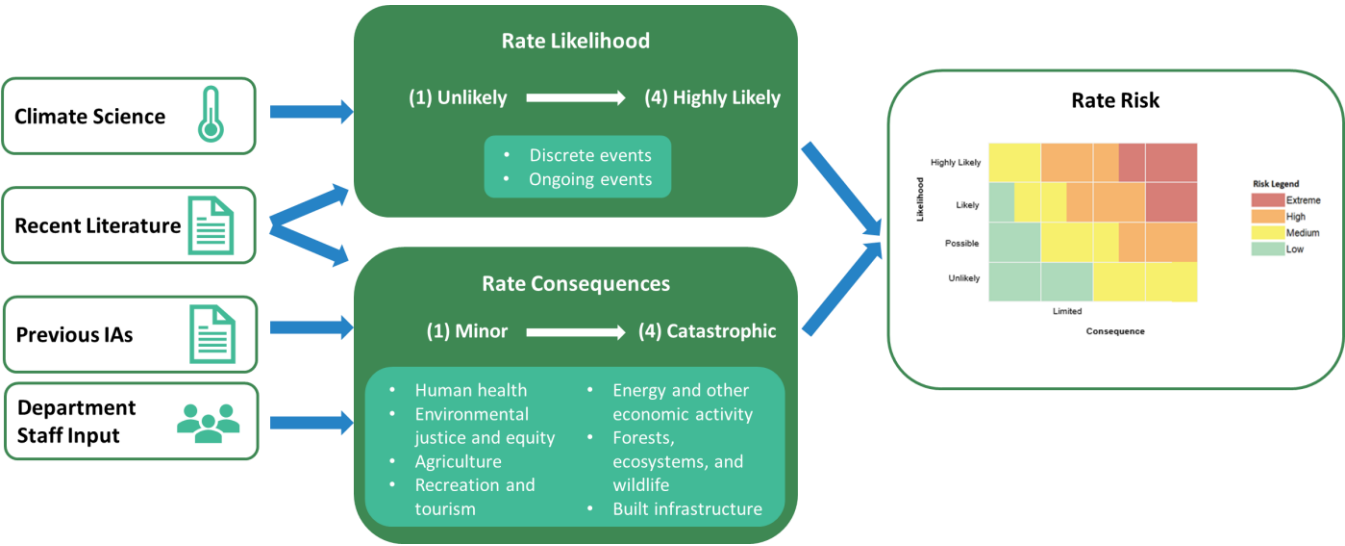 Climate Science
Recent Literature
Previous IAs
Department
Staff Input
Rate Likelihood
(1) Unlikely
(4) Highly Likely
• Discrete events
• Ongoing events
Rate Consequences
(1) Minor
(4) Catastrophic
• Human health
• Environmental
justice and equity
• Agriculture
• Recreation and
tourism
• Energy and other
economic activity
• Forests,
ecosystems, and
wildlife
• Built infrastructure
Rate Risk
Likelihood
Highly Likely
Likely
Possible
Unlikely
Limited
Consequence
Risk Legend
Extreme
High
Medium
Low